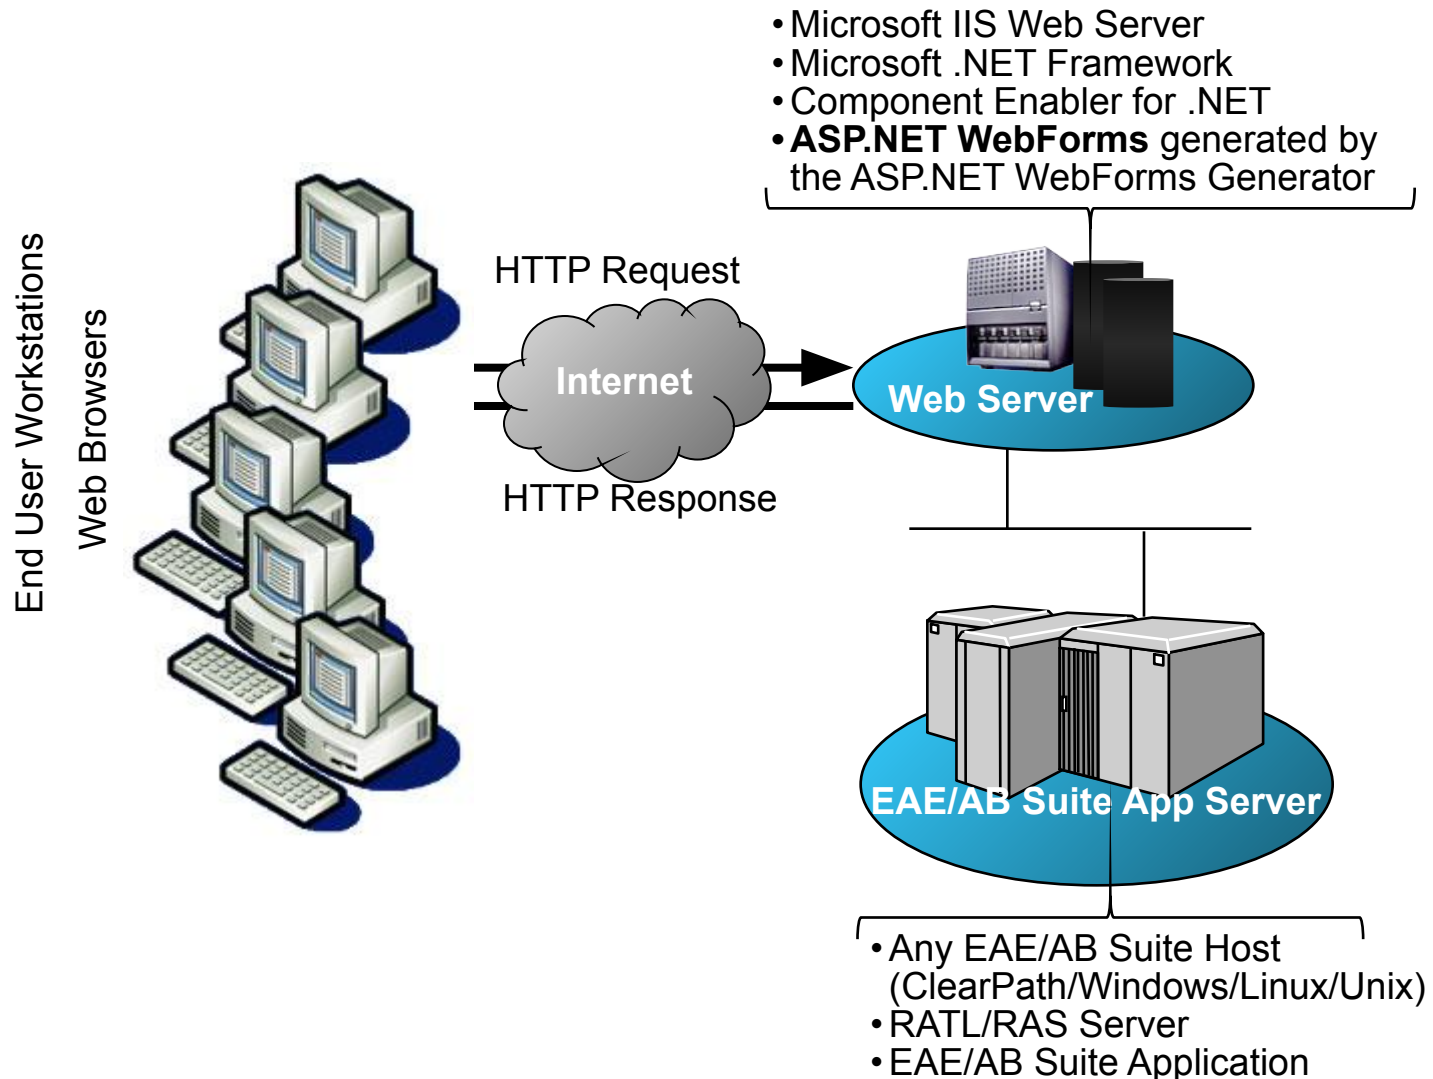 • Microsoft IIS Web Server
• Microsoft .NET Framework
• Component Enabler for .NET
• ASP.NET WebForms generated by
the ASP.NET WebForms Generator
End User Workstations
Web Browsers
HTTP Request
Internet
HTTP Response
Web Server
EAE/AB Suite App Server
• Any EAE/AB Suite Host
(ClearPath/Windows/Linux/Unix)
• RATL/RAS Server
• EAE/AB Suite Application